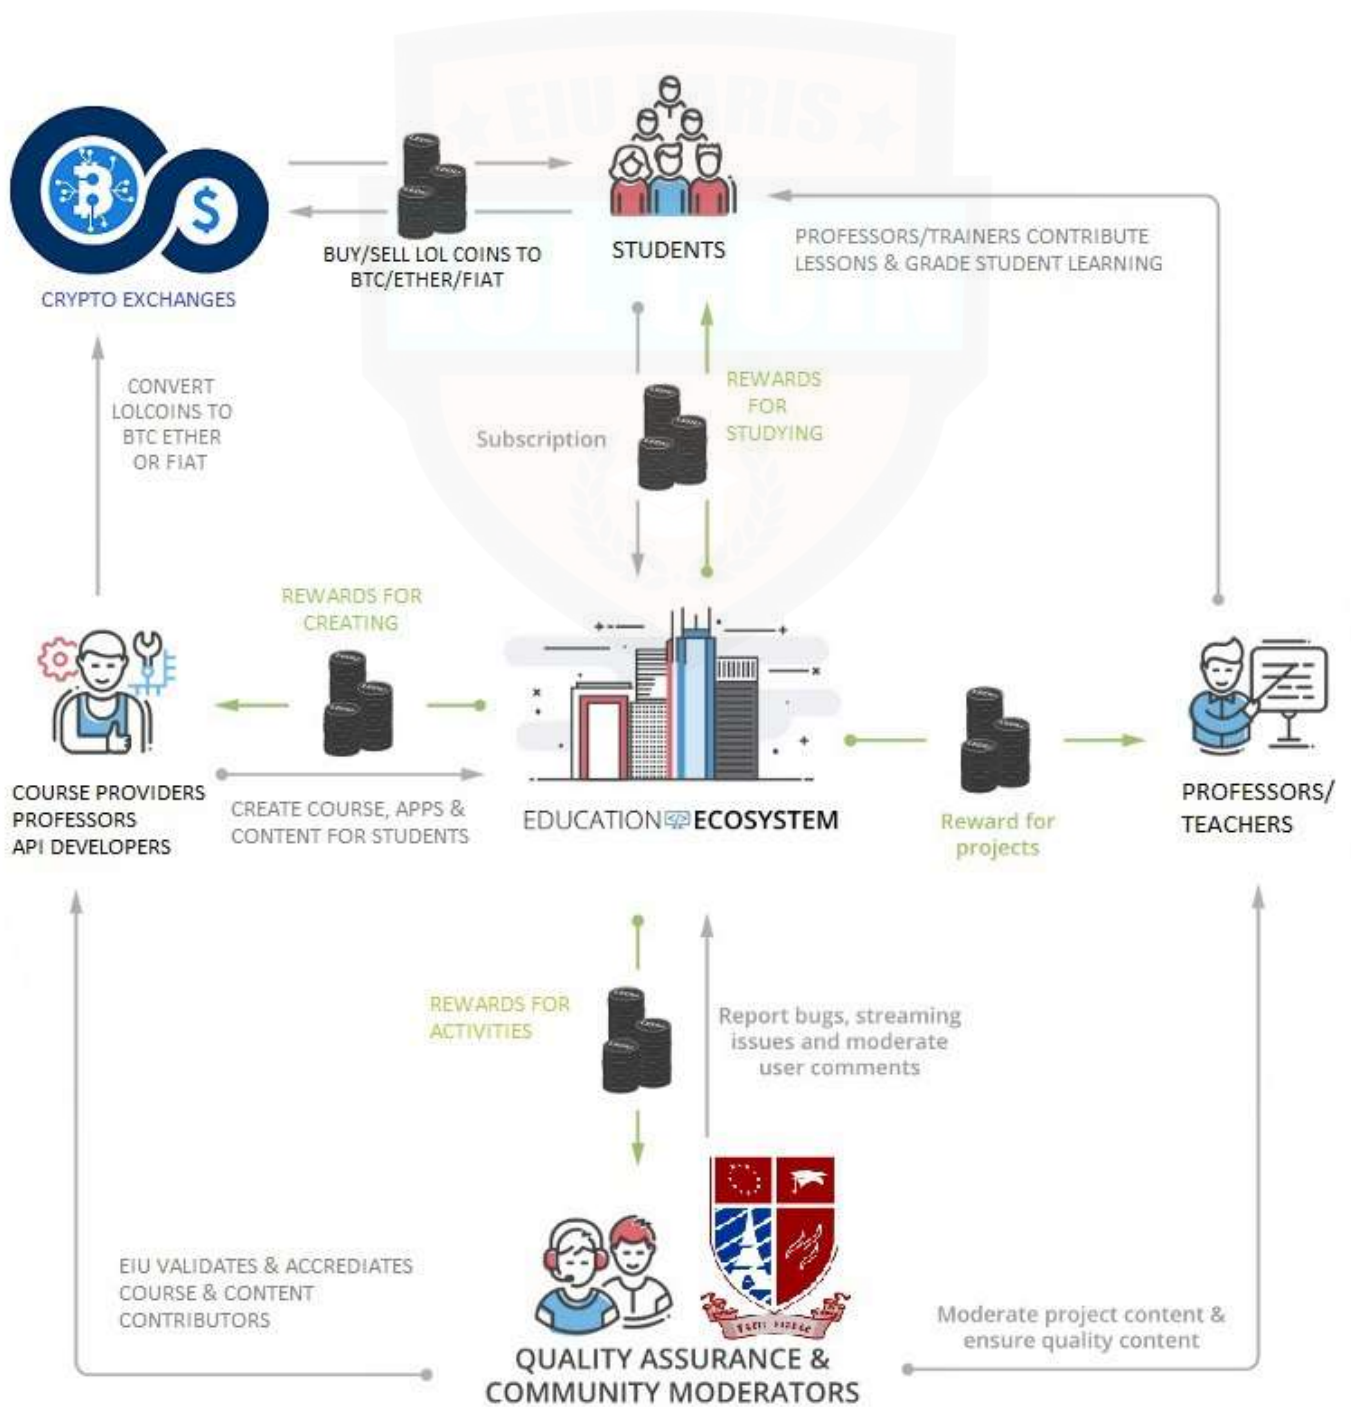 EIU PARIS
STUDENTS
BUY/SELL LOL COINS TO
BTC/ETHER/FIAT
CRYPTO EXCHANGES
PROFESSORS/TRAINERS CONTRIBUTE
LESSONS & GRADE STUDENT LEARNING
CONVERT
LOLCOINS TO
BTC ETHER
OR FIAT
Subscription
REWARDS
FOR
STUDYING
REWARDS FOR
CREATING
COURSE PROVIDERS
PROFESSORS
API DEVELOPERS
CREATE COURSE, APPS &
CONTENT FOR STUDENTS
EDUCATION ECOSYSTEM
Reward for
projects
PROFESSORS/
TEACHERS
REWARDS FOR
ACTIVITIES
Report bugs, streaming
issues and moderate
user comments
EIU VALIDATES & ACCREDIATES
COURSE & CONTENT
CONTRIBUTORS
Moderate project content &
ensure quality content
QUALITY ASSURANCE &
COMMUNITY MODERATORS